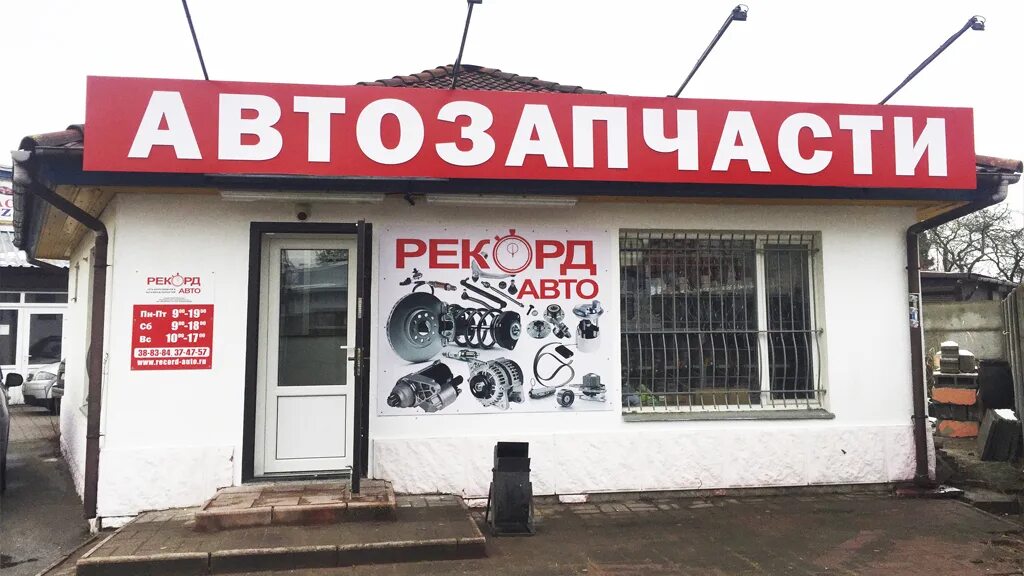 АВТОЗАПЧАСТИ
РЕКОРД
АВТО
РЕКОРД
АВТО
Пн-Пт 9⁰⁰-19⁰⁰
Сб 9⁰⁰-18⁰⁰
Вс 10⁰⁰-17⁰⁰
38-83-84, 37-47-57
www.record-auto.ru